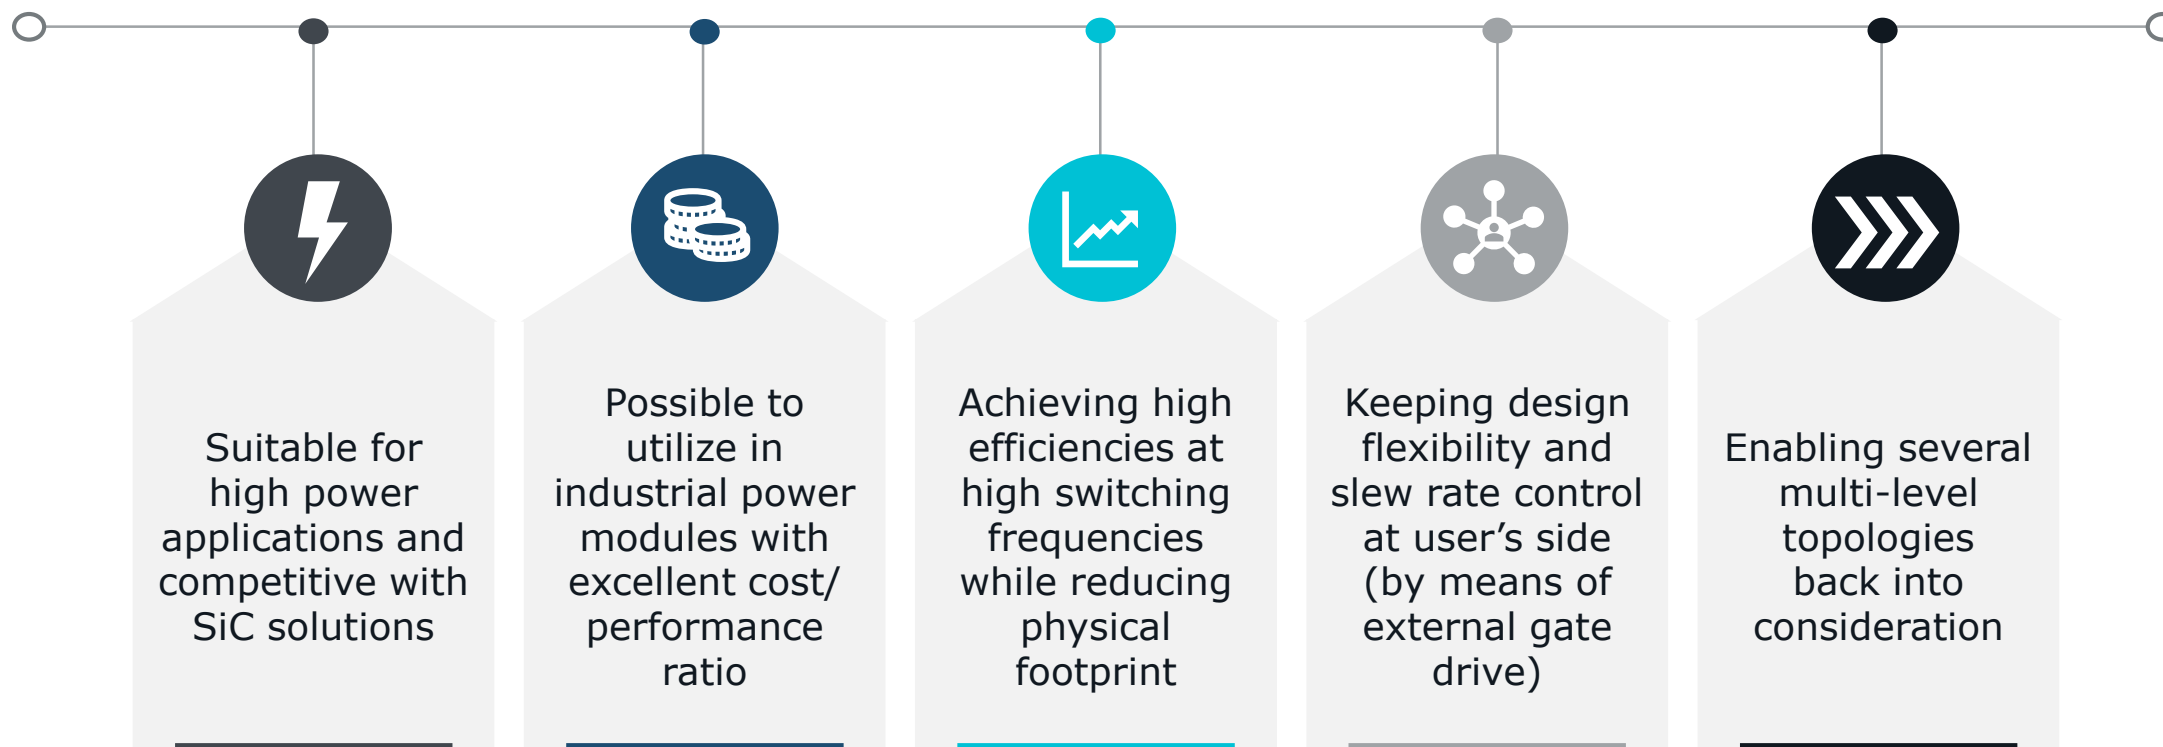 Suitable for
high power
applications and
competitive with
SiC solutions
Possible to
utilize in
industrial power
modules with
excellent cost/
performance
ratio
Achieving high
efficiencies at
high switching
frequencies
while reducing
physical
footprint
Keeping design
flexibility and
slew rate control
at user’s side
(by means of
external gate
drive)
Enabling several
multi-level
topologies
back into
consideration